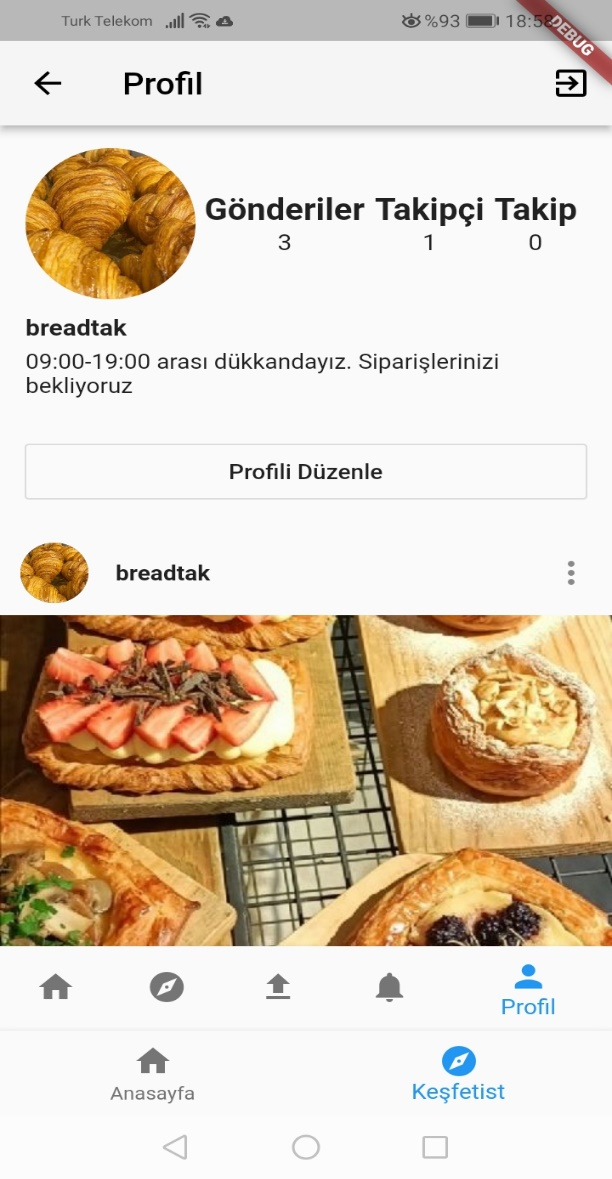 Turk Telekom %93 18:58
DEBUG
Profil
Gönderiler Takipçi Takip
3 1 0
breadtak
09:00-19:00 arası dükkandayız. Siparişlerinizi
bekliyoruz
Profili Düzenle
breadtak
Profil
Anasayfa Keşfetist